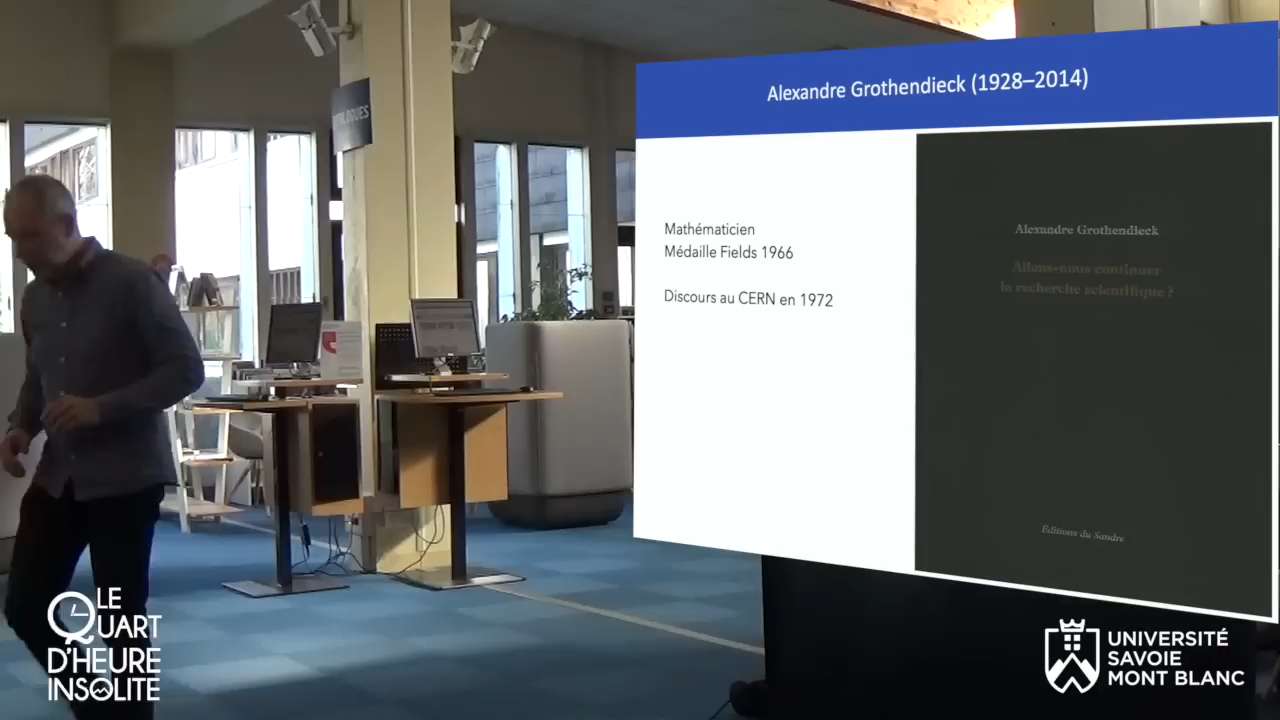 Alexandre Grothendieck (1928–2014)
Mathématicien
Médaille Fields 1966
Discours au CERN en 1972
Alexandre Grothendieck
Allons-nous continuer
la recherche scientifique ?
Éditions du Sandre
LE
QUART
D'HEURE
INSOLITE
UNIVERSITÉ
SAVOIE
MONT BLANC